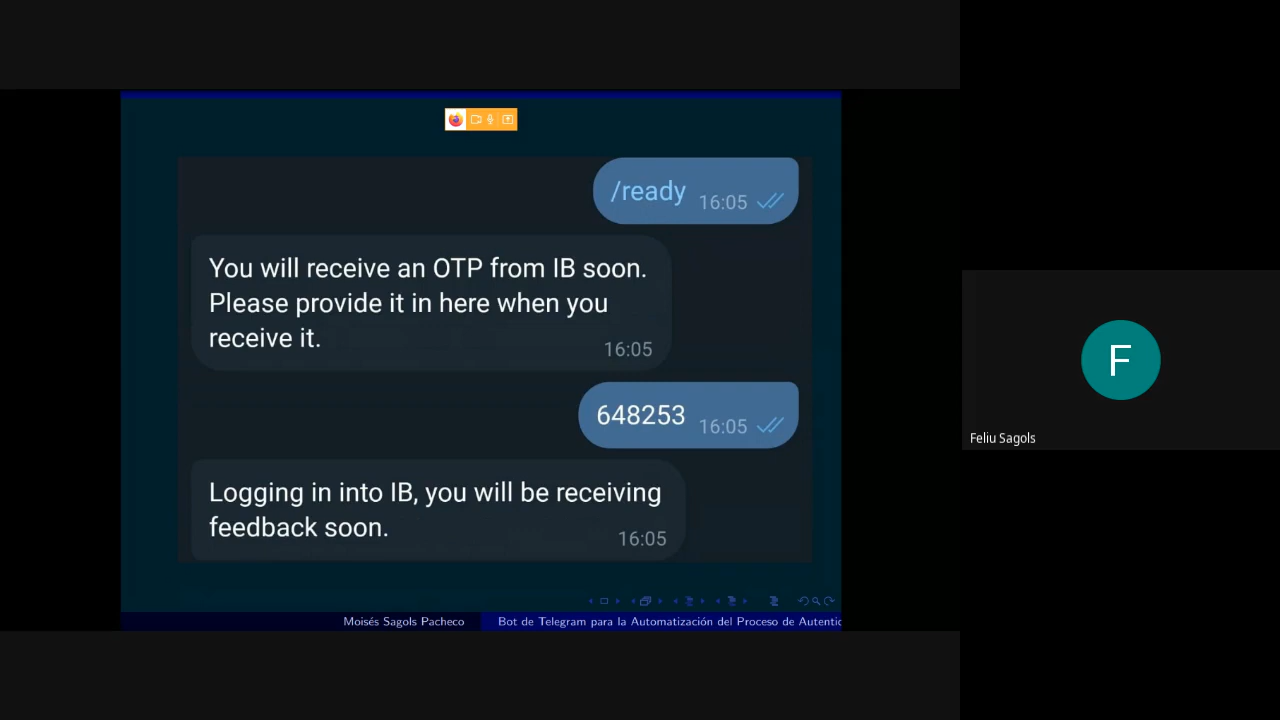 /ready 16:05
You will receive an OTP from IB soon.
Please provide it in here when you
receive it. 16:05
648253 16:05
Logging in into IB, you will be receiving
feedback soon. 16:05
Moisés Sagols Pacheco
Bot de Telegram para la Automatización del Proceso de Autentic
F
Feliu Sagols